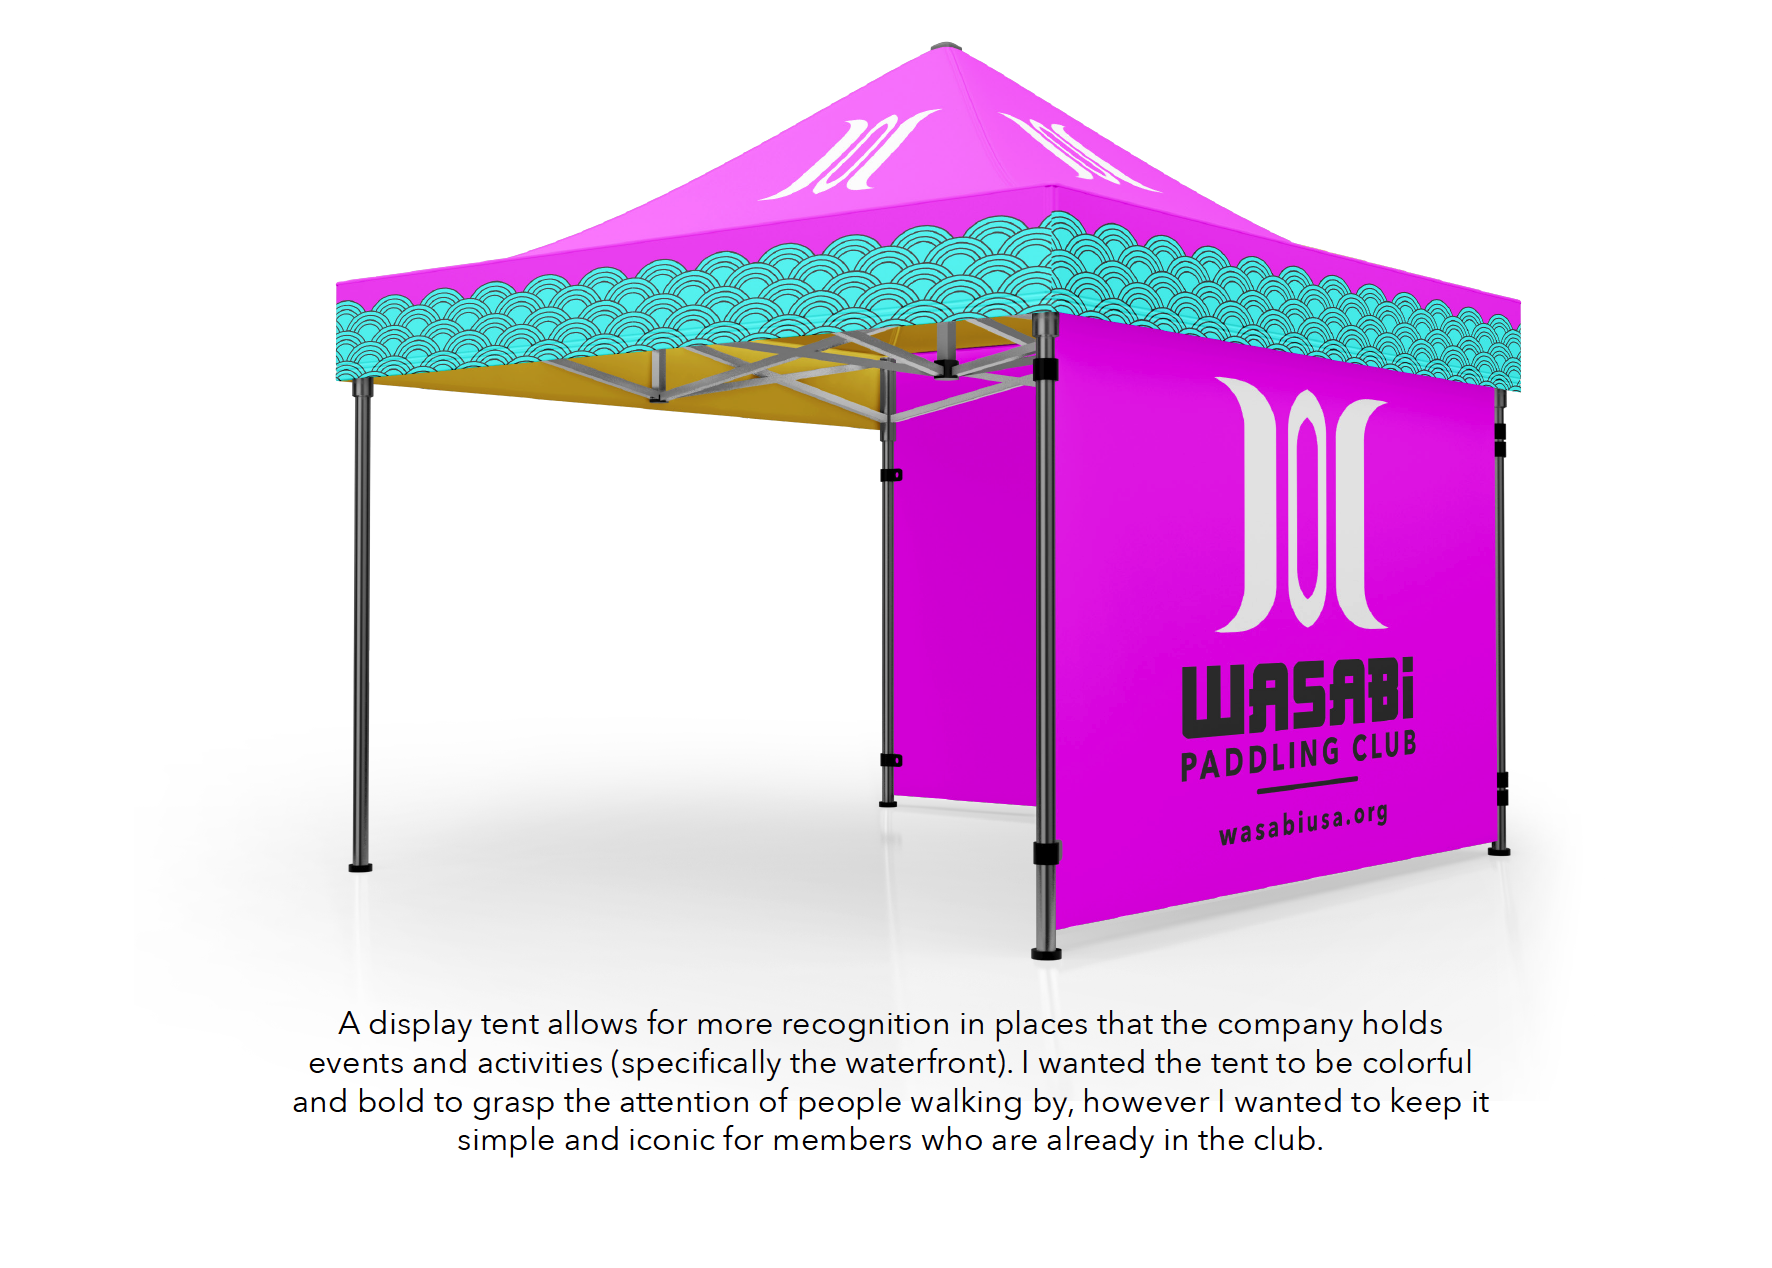 WASABi
PADDLING CLUB
wasabiusa.org
A display tent allows for more recognition in places that the company holds
events and activities (specifically the waterfront). I wanted the tent to be colorful
and bold to grasp the attention of people walking by, however I wanted to keep it
simple and iconic for members who are already in the club.